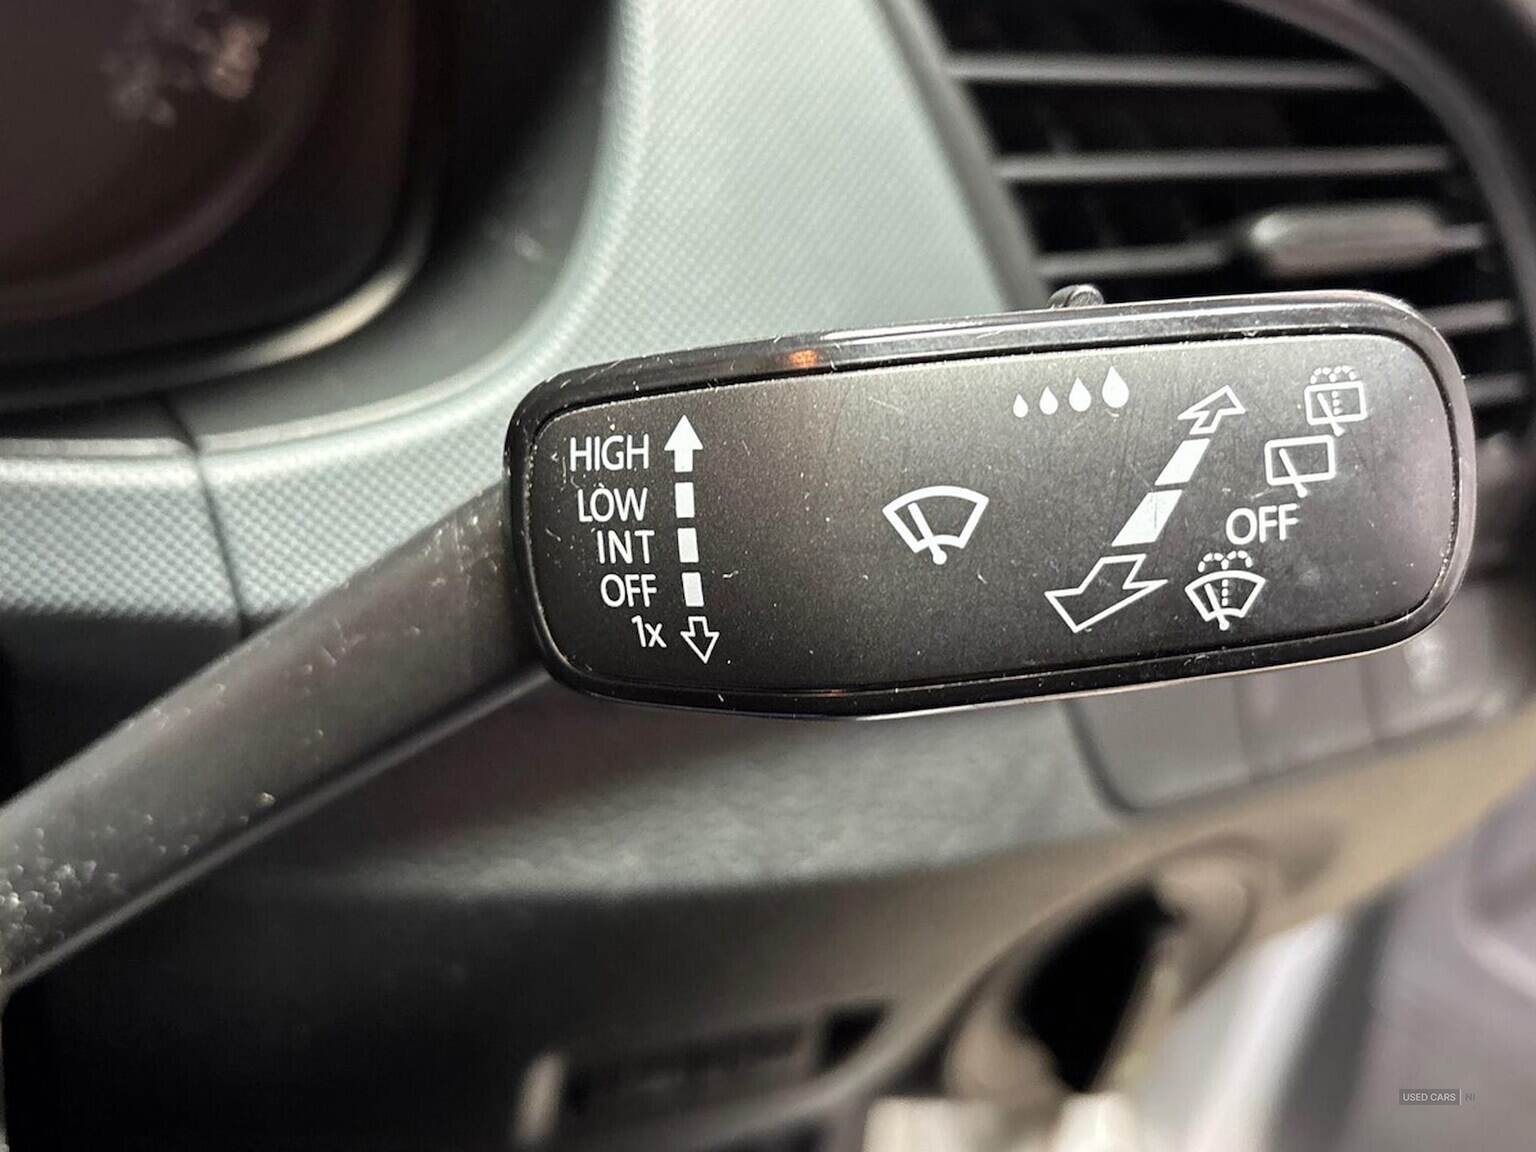 HIGH
LOW
INT
OFF
1x
OFF
USED CARS NI